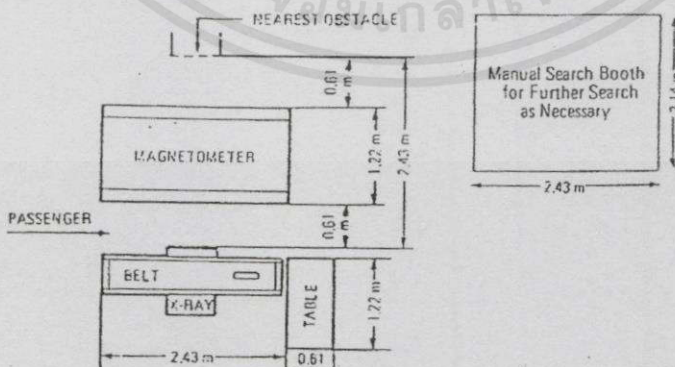 NEAREST OBSTACLE
0.61
m
Manual Search Booth
for Further Search
as Necessary
MAGNETOMETER
1.22 m
2.43 m
2.43 m
PASSENGER
0.61
m
BELT
X-RAY
TABLE
1.22 m
2.43 m
0.61